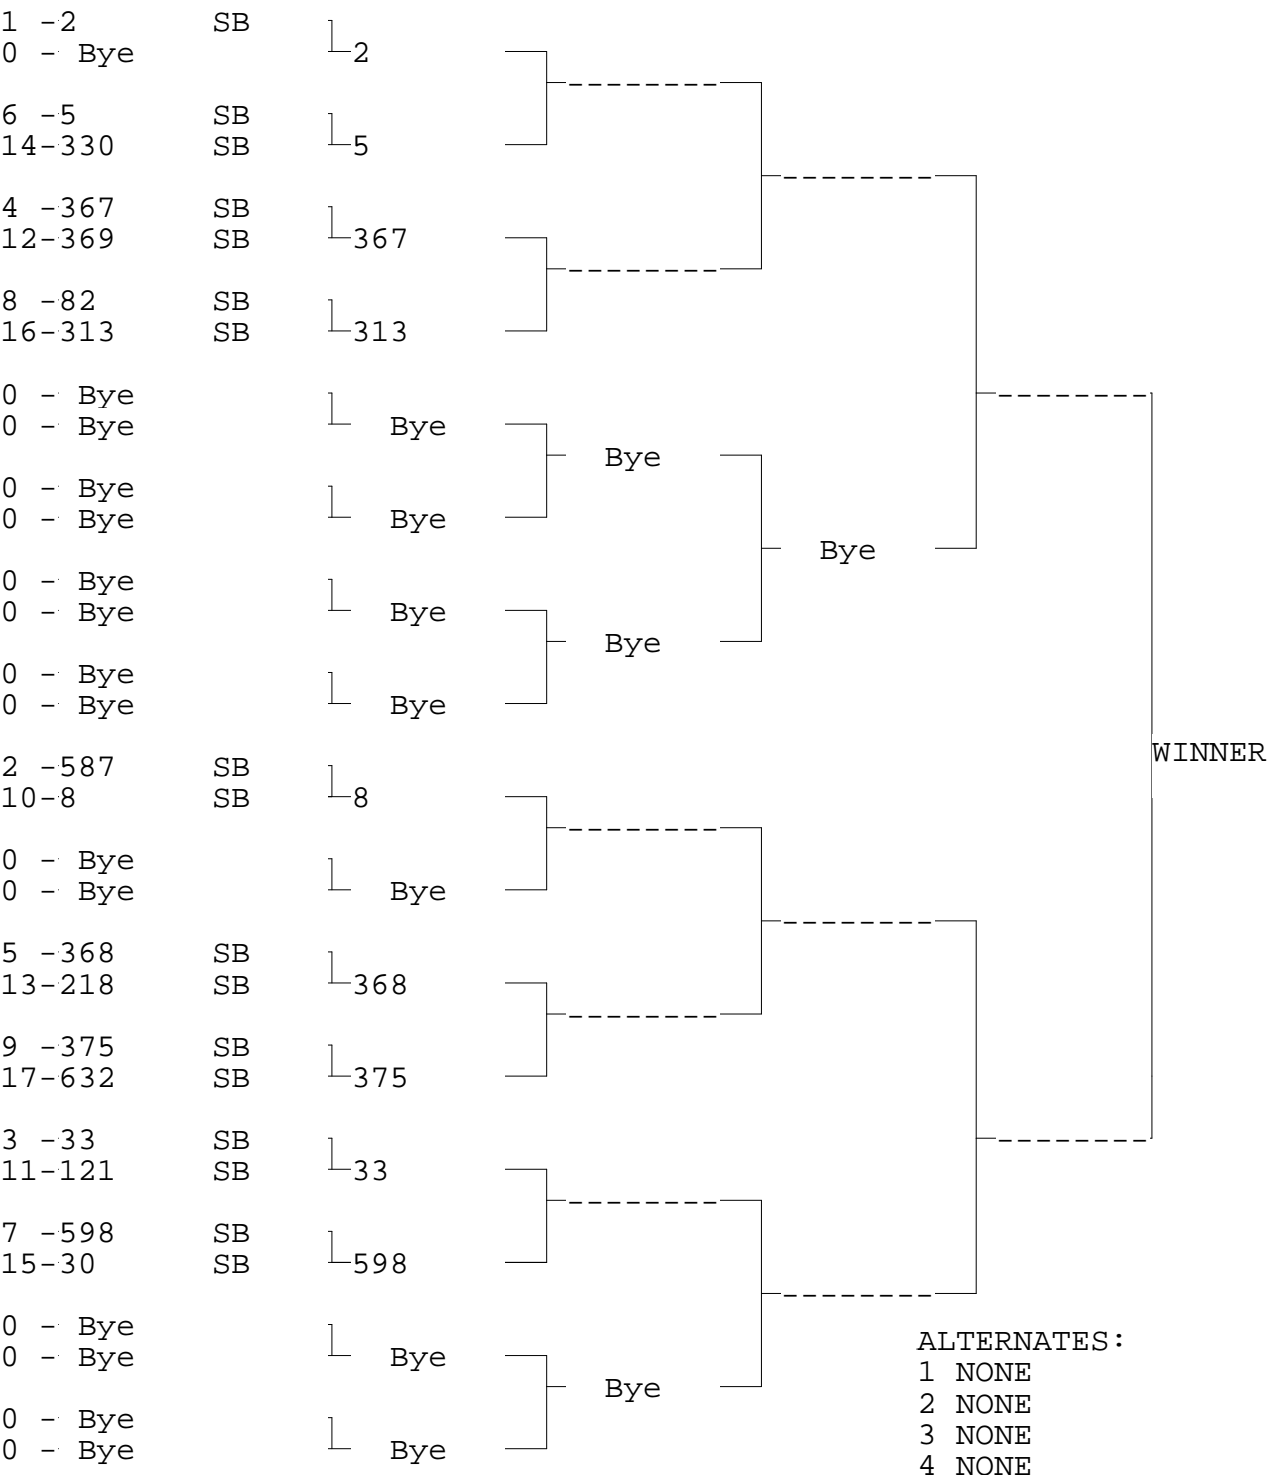 1 -2 SB
0 - Bye 2
6 -5 SB
14-330 SB 5
4 -367 SB
12-369 SB 367
8 -82 SB
16-313 SB 313
0 - Bye
0 - Bye Bye
Bye
0 - Bye
0 - Bye Bye
Bye
0 - Bye
0 - Bye Bye
Bye
0 - Bye
0 - Bye Bye
WINNER
2 -587 SB
10-8 SB 8
0 - Bye
0 - Bye Bye
5 -368 SB
13-218 SB 368
9 -375 SB
17-632 SB 375
3 -33 SB
11-121 SB 33
7 -598 SB
15-30 SB 598
0 - Bye
0 - Bye Bye
Bye
0 - Bye
0 - Bye Bye
ALTERNATES:
1 NONE
2 NONE
3 NONE
4 NONE